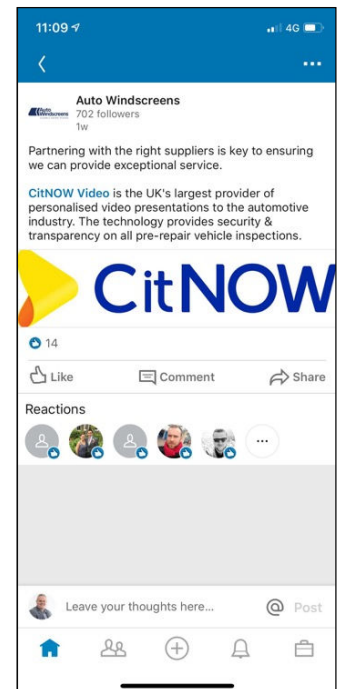 11:09
4G
Auto Windscreens
Auto
Windscreens
702 followers
1w
Partnering with the right suppliers is key to ensuring
we can provide exceptional service.
CitNOW Video is the UK's largest provider of
personalised video presentations to the automotive
industry. The technology provides security &
transparency on all pre-repair vehicle inspections.
CitNOW
14
Like
Comment
Share
Reactions
Leave your thoughts here...
@ Post